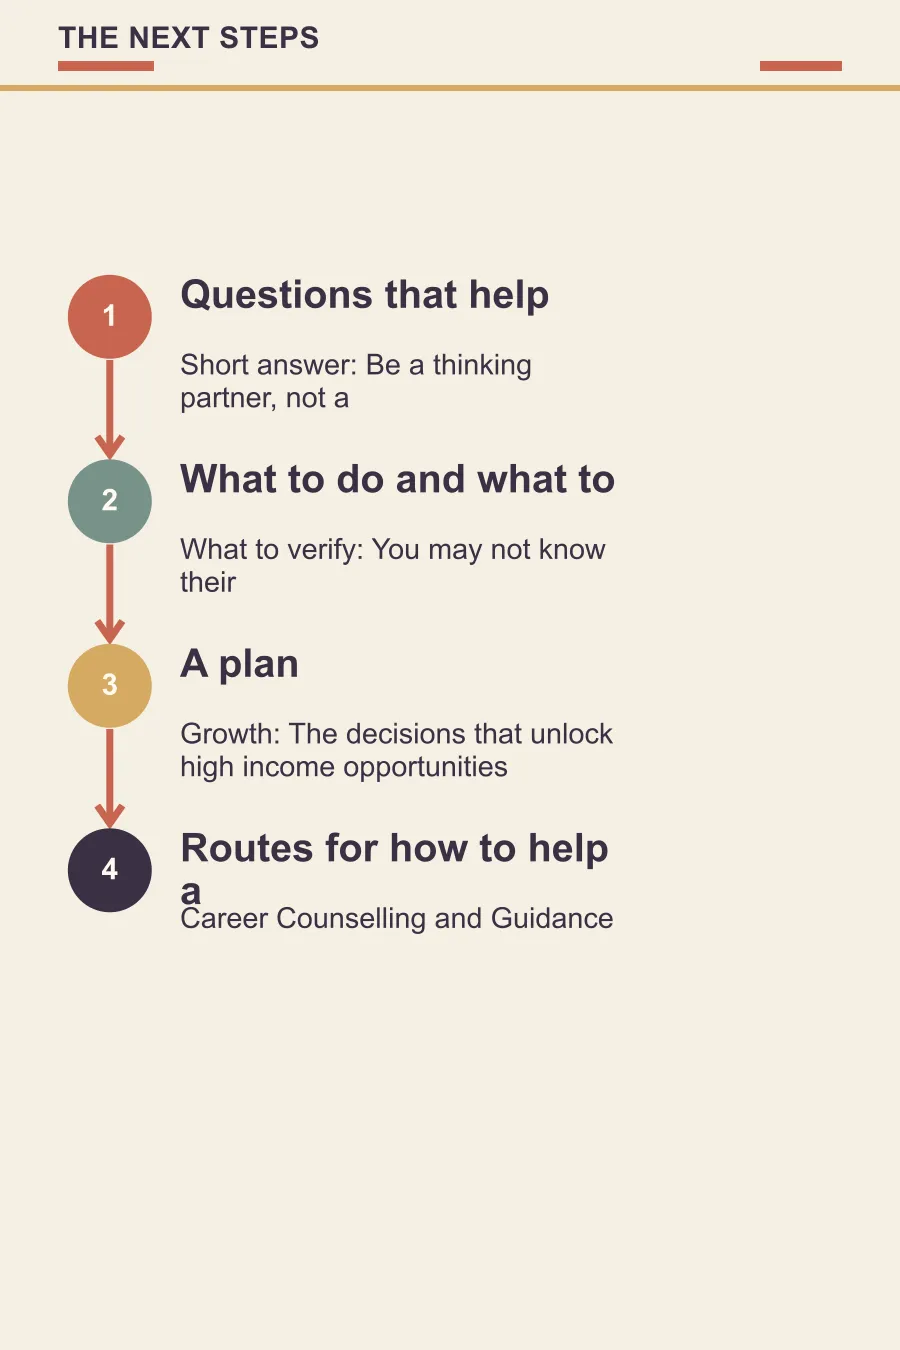 THE NEXT STEPS
1
Questions that help
Short answer: Be a thinking
partner, not a
2
What to do and what to
What to verify: You may not know
their
3
A plan
Growth: The decisions that unlock
high income opportunities
4
Routes for how to help
a
Career Counselling and Guidance